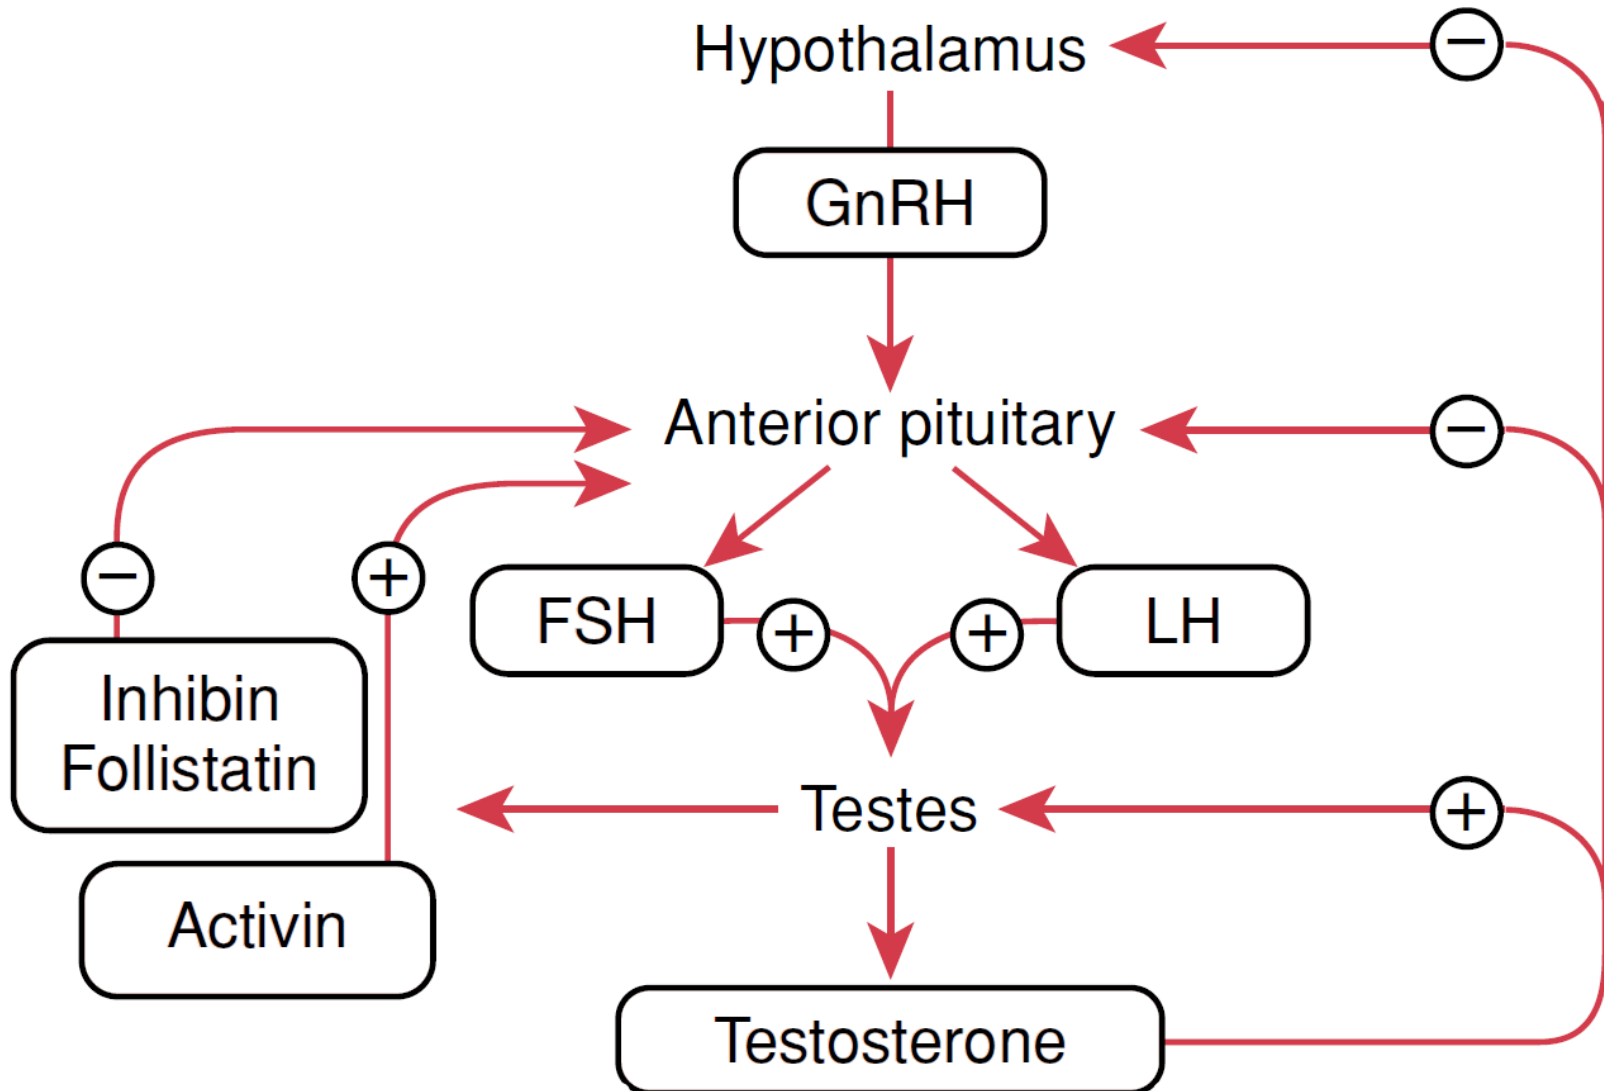 Hypothalamus
−
GnRH
Anterior pituitary
−
−
+
FSH
+
+
LH
Inhibin
Follistatin
Testes
+
Activin
Testosterone